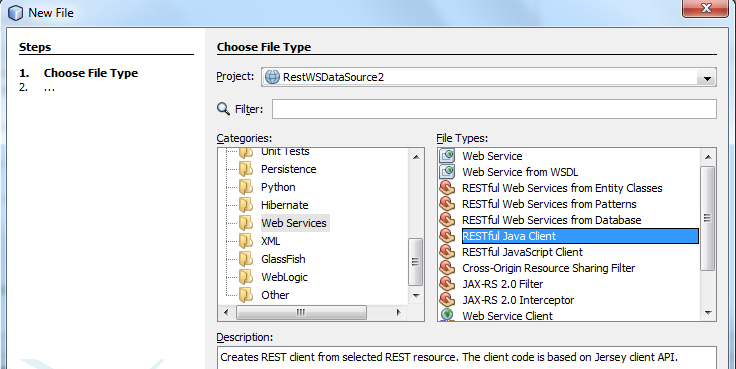 New File
Steps
1. Choose File Type
2. ...
Choose File Type
Project: RestWSDataSource2
Filter:
Categories:
Unit Tests
Persistence
Python
Hibernate
Web Services
XML
GlassFish
WebLogic
Other
File Types:
Web Service
Web Service from WSDL
RESTful Web Services from Entity Classes
RESTful Web Services from Patterns
RESTful Web Services from Database
RESTful Java Client
RESTful JavaScript Client
Cross-Origin Resource Sharing Filter
JAX-RS 2.0 Filter
JAX-RS 2.0 Interceptor
Web Service Client
Description:
Creates REST client from selected REST resource. The client code is based on Jersey client API.